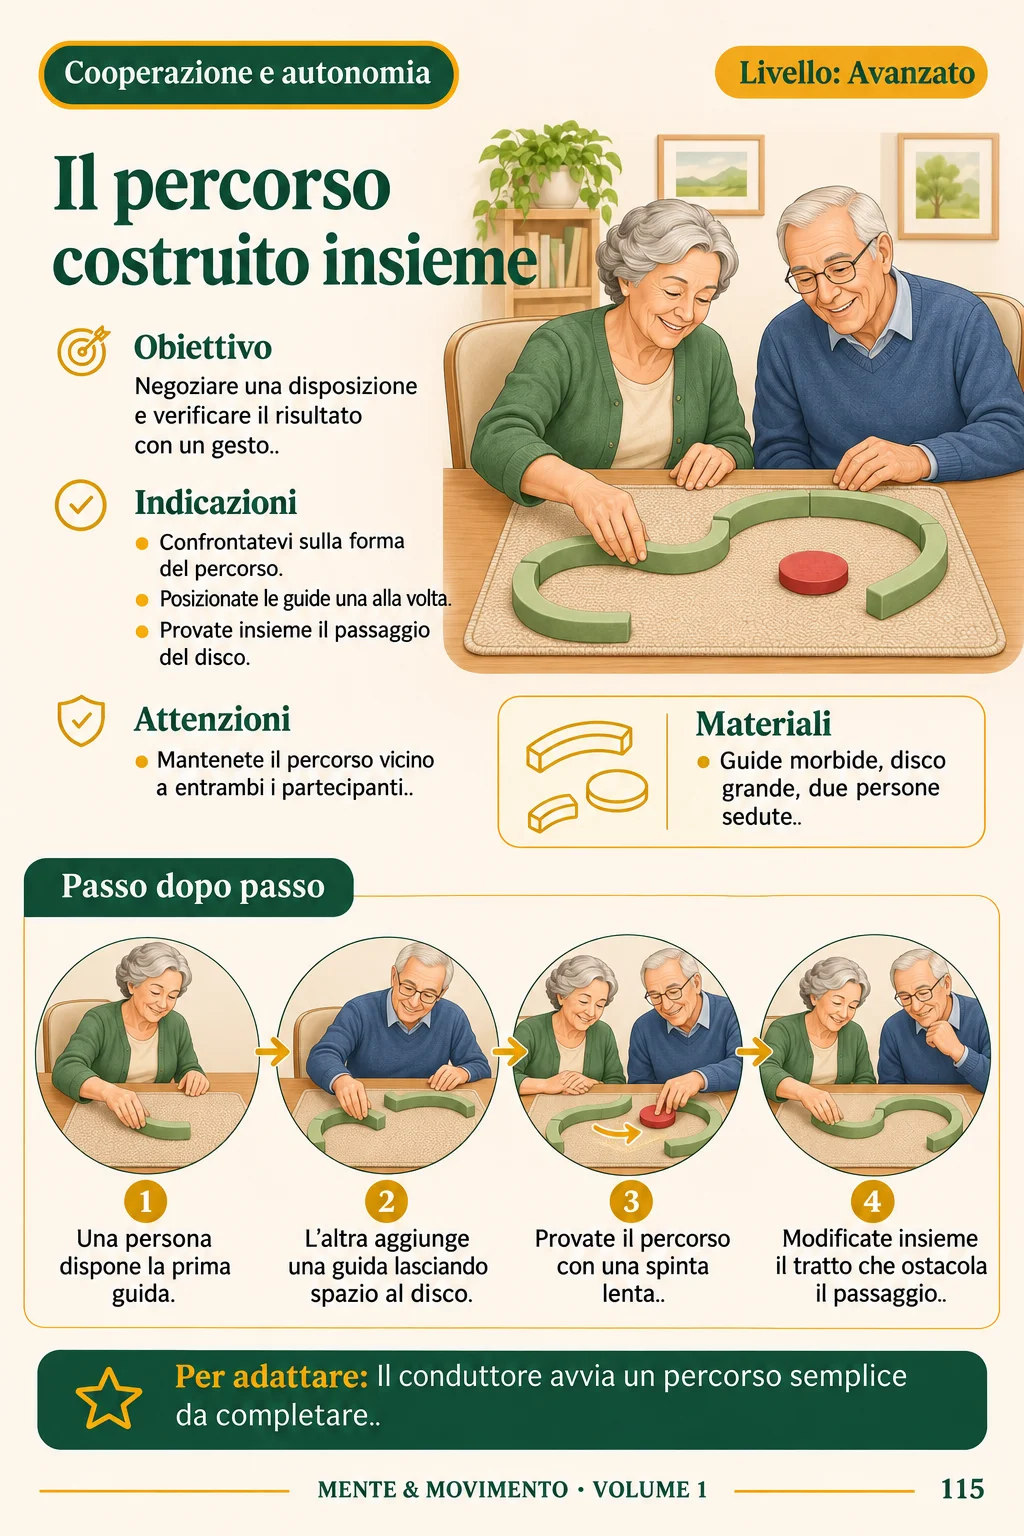 Cooperazione e autonomia
Livello: Avanzato
Il percorso
costruito insieme
Obiettivo
Negoziare una disposizione
e verificare il risultato
con un gesto..
Indicazioni
Confrontatevi sulla forma
del percorso.
Posizionate le guide una alla volta.
Provate insieme il passaggio
del disco.
Attenzioni
Mantenete il percorso vicino
a entrambi i partecipanti..
Materiali
Guide morbide, disco
grande, due persone
sedute..
Passo dopo passo
1
Una persona
dispone la prima
guida.
2
L'altra aggiunge
una guida lasciando
spazio al disco.
3
Provate il percorso
con una spinta
lenta..
4
Modificate insieme
il tratto che ostacola
il passaggio..
Per adattare: Il conduttore avvia un percorso semplice
da completare..
MENTE & MOVIMENTO • VOLUME 1
115